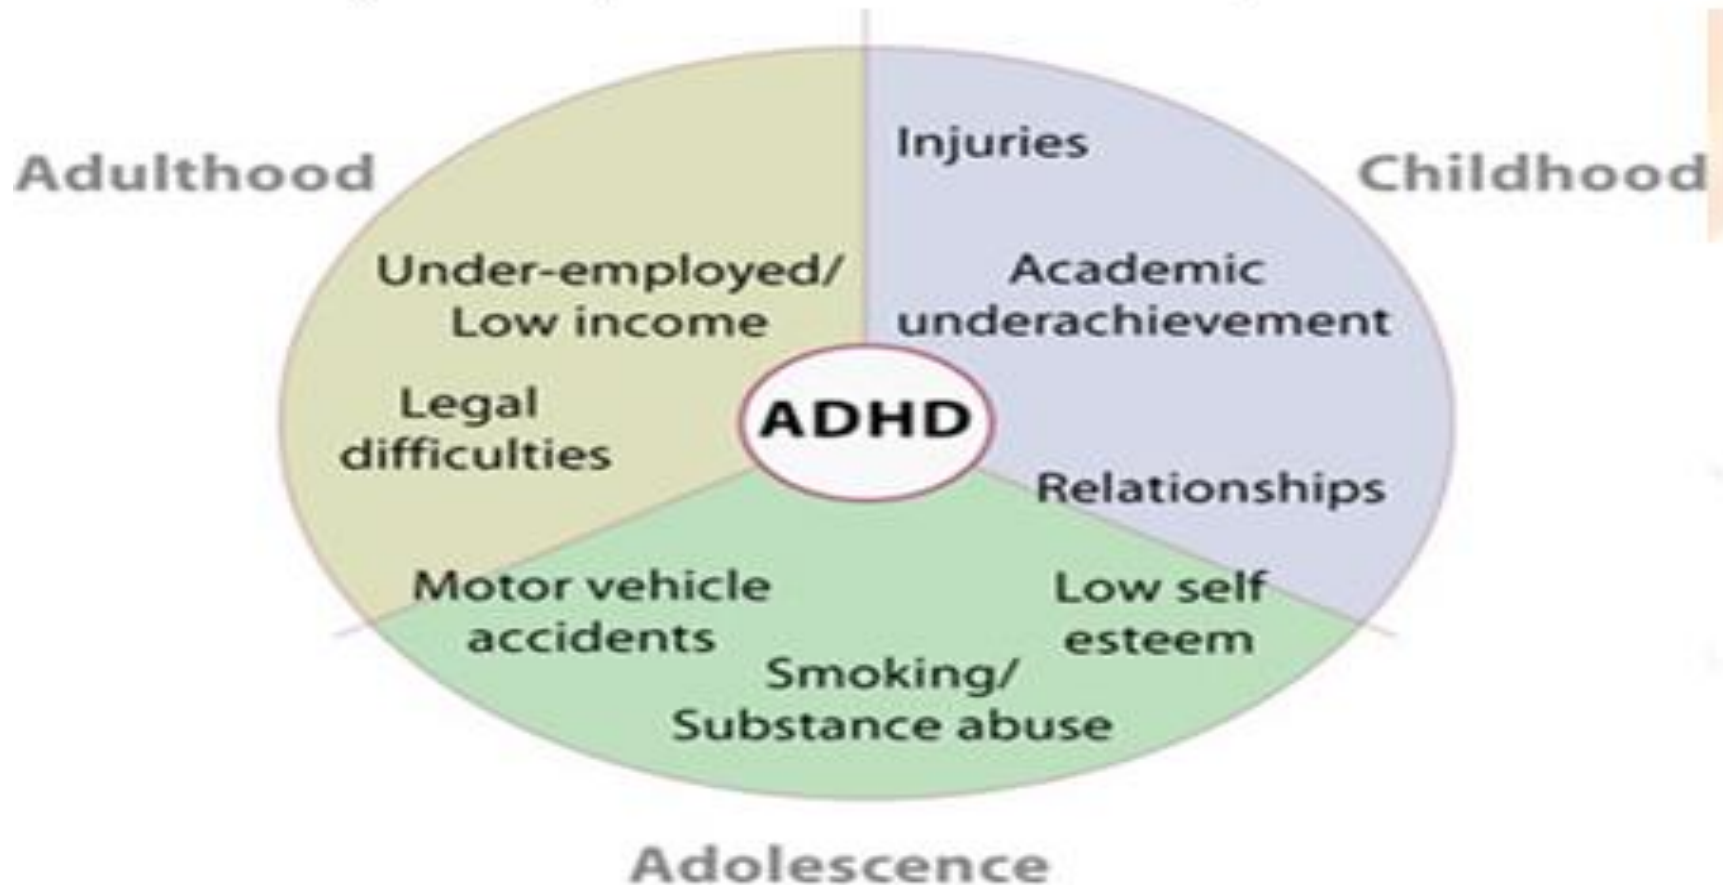 Adulthood
Childhood
Injuries
Academic
underachievement
Relationships
Under-employed/
Low income
Legal
difficulties
ADHD
Motor vehicle
accidents
Low self
esteem
Smoking/
Substance abuse
Adolescence